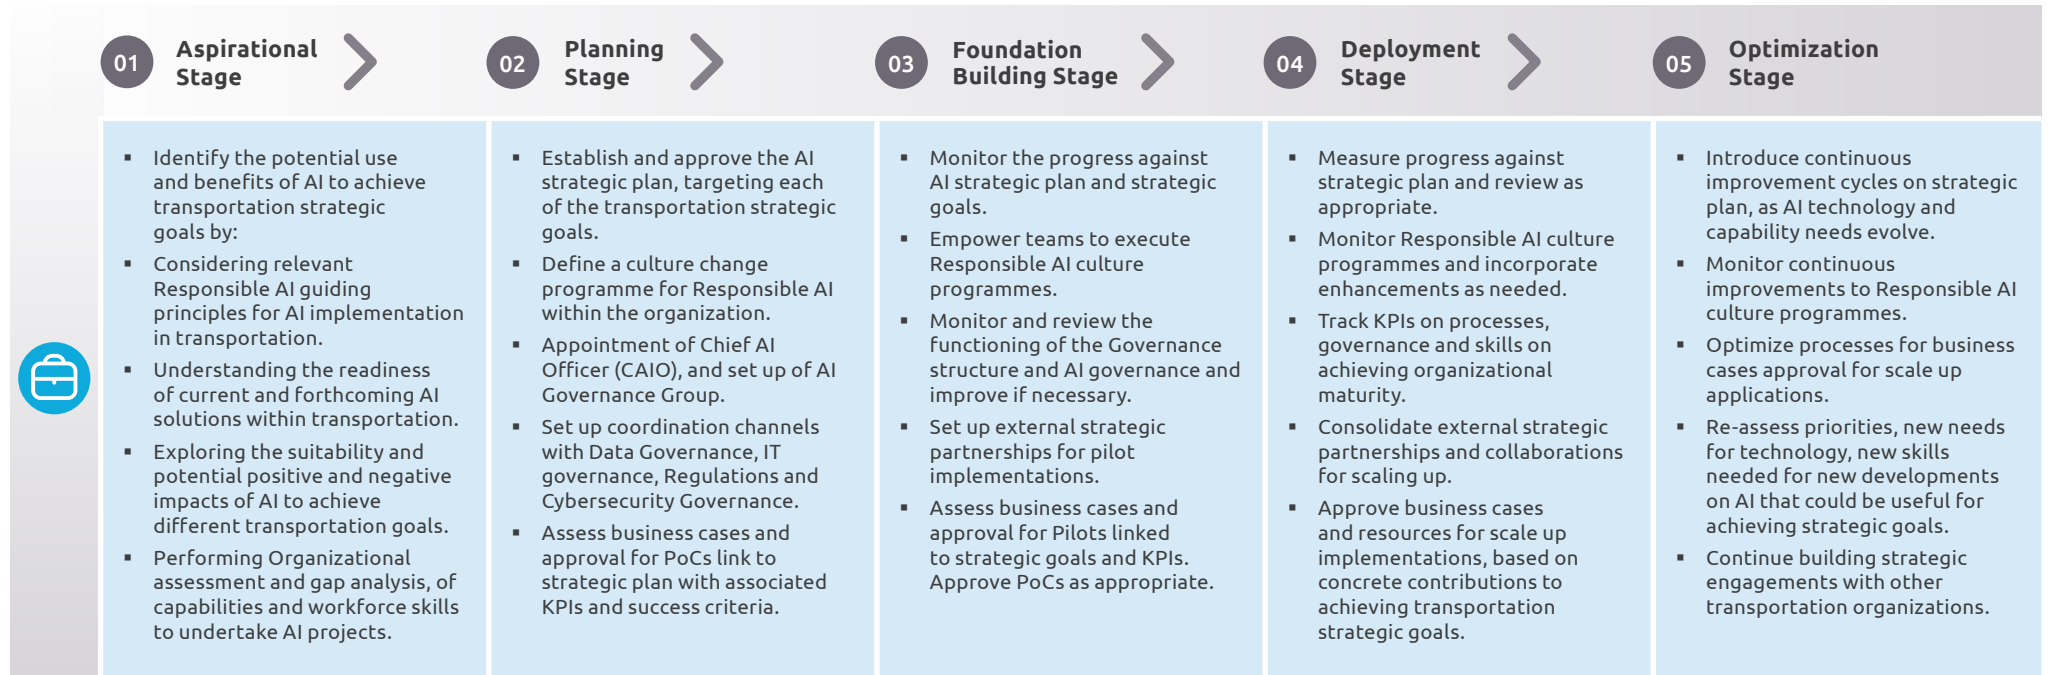 01
Aspirational
Stage
02
Planning
Stage
03
Foundation
Building Stage
04
Deployment
Stage
05
Optimization
Stage
▪ Identify the potential use
and benefits of AI to achieve
transportation strategic
goals by:
▪ Considering relevant
Responsible AI guiding
principles for AI implementation
in transportation.
▪ Understanding the readiness
of current and forthcoming AI
solutions within transportation.
▪ Exploring the suitability and
potential positive and negative
impacts of AI to achieve
different transportation goals.
▪ Performing Organizational
assessment and gap analysis, of
capabilities and workforce skills
to undertake AI projects.
▪ Establish and approve the AI
strategic plan, targeting each
of the transportation strategic
goals.
▪ Define a culture change
programme for Responsible AI
within the organization.
▪ Appointment of Chief AI
Officer (CAIO), and set up of AI
Governance Group.
▪ Set up coordination channels
with Data Governance, IT
governance, Regulations and
Cybersecurity Governance.
▪ Assess business cases and
approval for PoCs link to
strategic plan with associated
KPIs and success criteria.
▪ Monitor the progress against
AI strategic plan and strategic
goals.
▪ Empower teams to execute
Responsible AI culture
programmes.
▪ Monitor and review the
functioning of the Governance
structure and AI governance and
improve if necessary.
▪ Set up external strategic
partnerships for pilot
implementations.
▪ Assess business cases and
approval for Pilots linked
to strategic goals and KPIs.
Approve PoCs as appropriate.
▪ Measure progress against
strategic plan and review as
appropriate.
▪ Monitor Responsible AI culture
programmes and incorporate
enhancements as needed.
▪ Track KPIs on processes,
governance and skills on
achieving organizational
maturity.
▪ Consolidate external strategic
partnerships and collaborations
for scaling up.
▪ Approve business cases
and resources for scale up
implementations, based on
concrete contributions to
achieving transportation
strategic goals.
▪ Introduce continuous
improvement cycles on strategic
plan, as AI technology and
capability needs evolve.
▪ Monitor continuous
improvements to Responsible AI
culture programmes.
▪ Optimize processes for business
cases approval for scale up
applications.
▪ Re-assess priorities, new needs
for technology, new skills
needed for new developments
on AI that could be useful for
achieving strategic goals.
▪ Continue building strategic
engagements with other
transportation organizations.